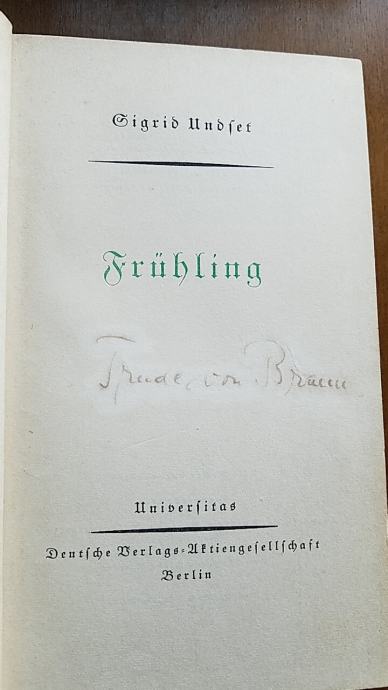 Sigrid Undſet
Frühling
Trude von Braun
Univerſitas
Deutſche Verlags-Aktiengeſellſchaft
Berlin